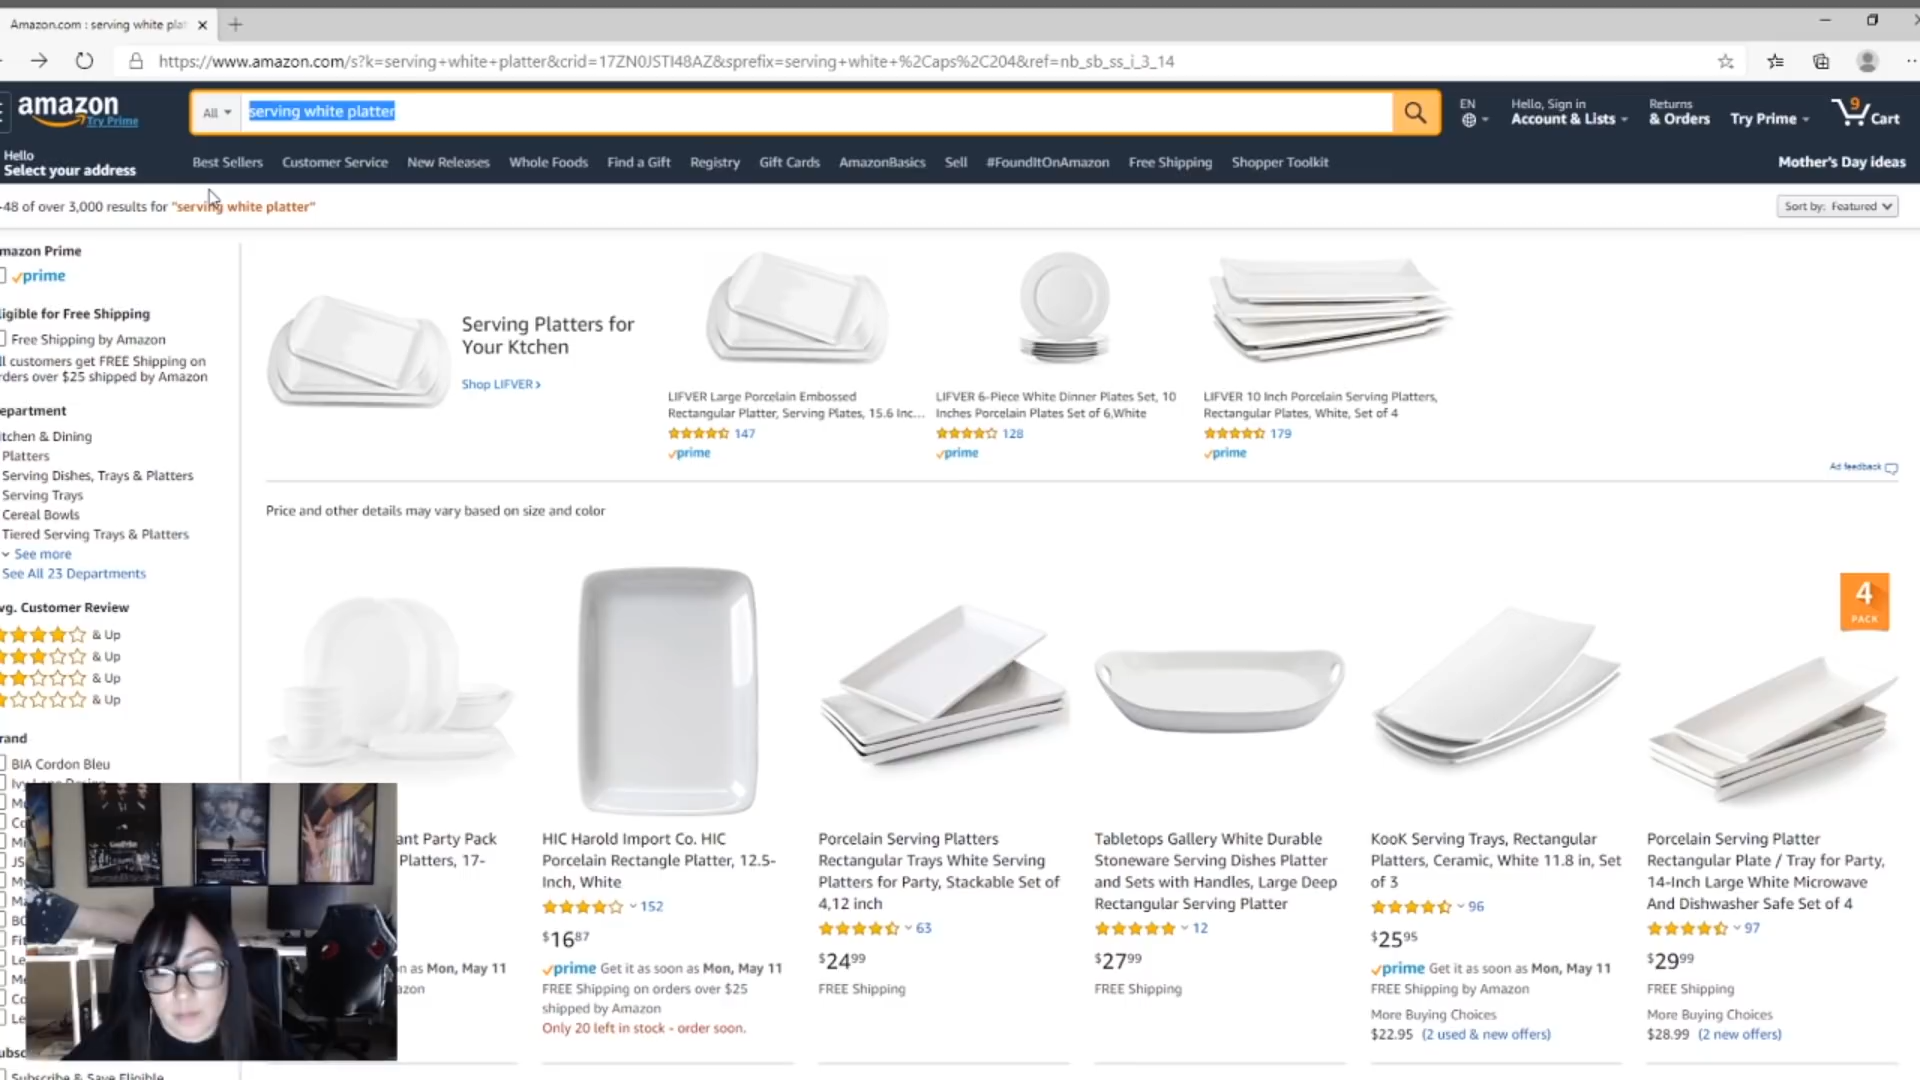 Amazon.com : serving white plat
https://www.amazon.com/s?k=serving+white+platter&crid=17ZN0JSTI48AZ&sprefix=serving+white+%2Caps%2C204&ref=nb_sb_ss_i_3_14
amazon
Try Prime
All
serving white platter
EN
Hello, Sign in
Account & Lists
Returns
& Orders
Try Prime
9
Cart
Hello
Select your address
Best Sellers
Customer Service
New Releases
Whole Foods
Find a Gift
Registry
Gift Cards
AmazonBasics
Sell
#FoundItOnAmazon
Free Shipping
Shopper Toolkit
Mother's Day ideas
-48 of over 3,000 results for "serving white platter"
Sort by: Featured
mazon Prime
prime
igible for Free Shipping
Free Shipping by Amazon
ll customers get FREE Shipping on
rders over $25 shipped by Amazon
epartment
tchen & Dining
Platters
Serving Dishes, Trays & Platters
Serving Trays
Cereal Bowls
Tiered Serving Trays & Platters
See more
See All 23 Departments
vg. Customer Review
& Up
& Up
& Up
& Up
rand
BIA Cordon Bleu
Serving Platters for
Your Ktchen
Shop LIFVER ›
LIFVER Large Porcelain Embossed
Rectangular Platter, Serving Plates, 15.6 Inc...
147
prime
LIFVER 6-Piece White Dinner Plates Set, 10
Inches Porcelain Plates Set of 6,White
128
prime
LIFVER 10 Inch Porcelain Serving Platters,
Rectangular Plates, White, Set of 4
179
prime
Ad feedback
Price and other details may vary based on size and color
4
PACK
ant Party Pack
Platters, 17-
n as Mon, May 11
azon
HIC Harold Import Co. HIC
Porcelain Rectangle Platter, 12.5-
Inch, White
152
$16 87
prime Get it as soon as Mon, May 11
FREE Shipping on orders over $25
shipped by Amazon
Only 20 left in stock - order soon.
Porcelain Serving Platters
Rectangular Trays White Serving
Platters for Party, Stackable Set of
4,12 inch
63
$24 99
FREE Shipping
Tabletops Gallery White Durable
Stoneware Serving Dishes Platter
and Sets with Handles, Large Deep
Rectangular Serving Platter
12
$27 99
FREE Shipping
KooK Serving Trays, Rectangular
Platters, Ceramic, White 11.8 in, Set
of 3
96
$25 95
prime Get it as soon as Mon, May 11
FREE Shipping by Amazon
More Buying Choices
$22.95 (2 used & new offers)
Porcelain Serving Platter
Rectangular Plate / Tray for Party,
14-Inch Large White Microwave
And Dishwasher Safe Set of 4
97
$29 99
FREE Shipping
More Buying Choices
$28.99 (2 new offers)
Subscribe & Save Eligible